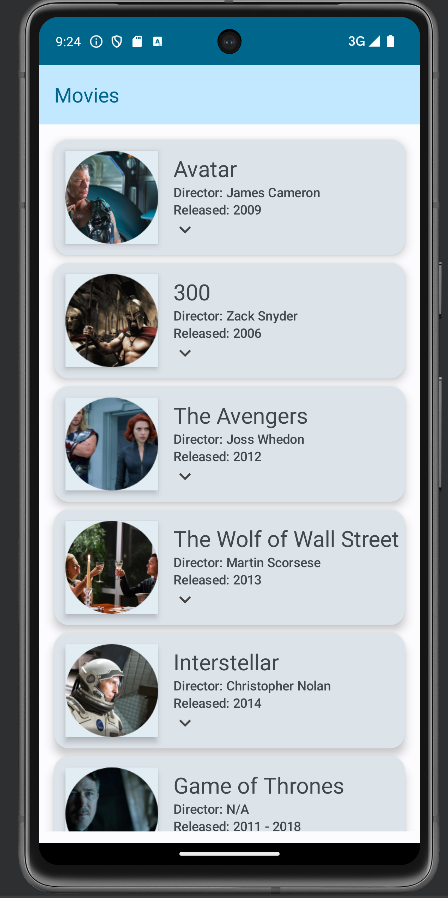 9:24
3G
Movies
Avatar
Director: James Cameron
Released: 2009
300
Director: Zack Snyder
Released: 2006
The Avengers
Director: Joss Whedon
Released: 2012
The Wolf of Wall Street
Director: Martin Scorsese
Released: 2013
Interstellar
Director: Christopher Nolan
Released: 2014
Game of Thrones
Director: N/A
Released: 2011 - 2018